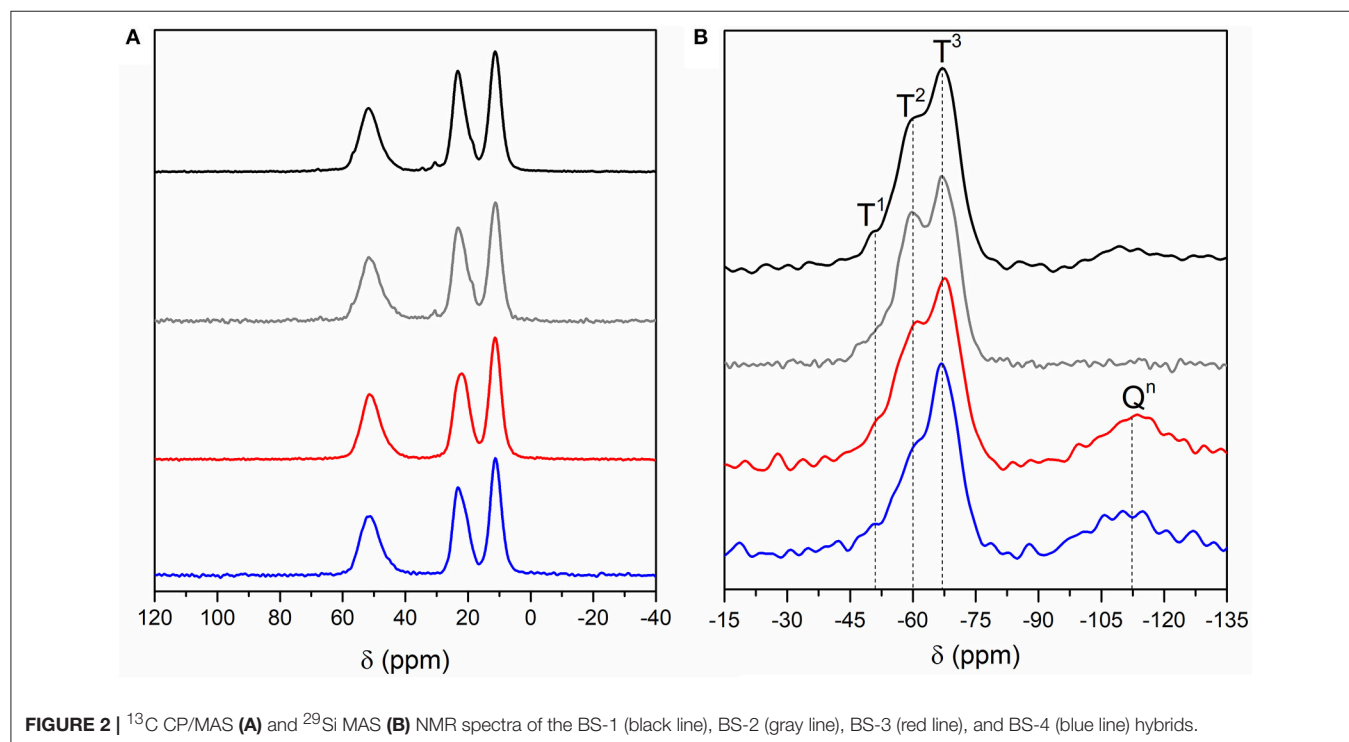 A
120 100 80 60 40 20 0 -20 -40
δ (ppm)
B
T¹
T²
T³
Qⁿ
-15 -30 -45 -60 -75 -90 -105 -120 -135
δ (ppm)
FIGURE 2 | ¹³C CP/MAS (A) and ²⁹Si MAS (B) NMR spectra of the BS-1 (black line), BS-2 (gray line), BS-3 (red line), and BS-4 (blue line) hybrids.